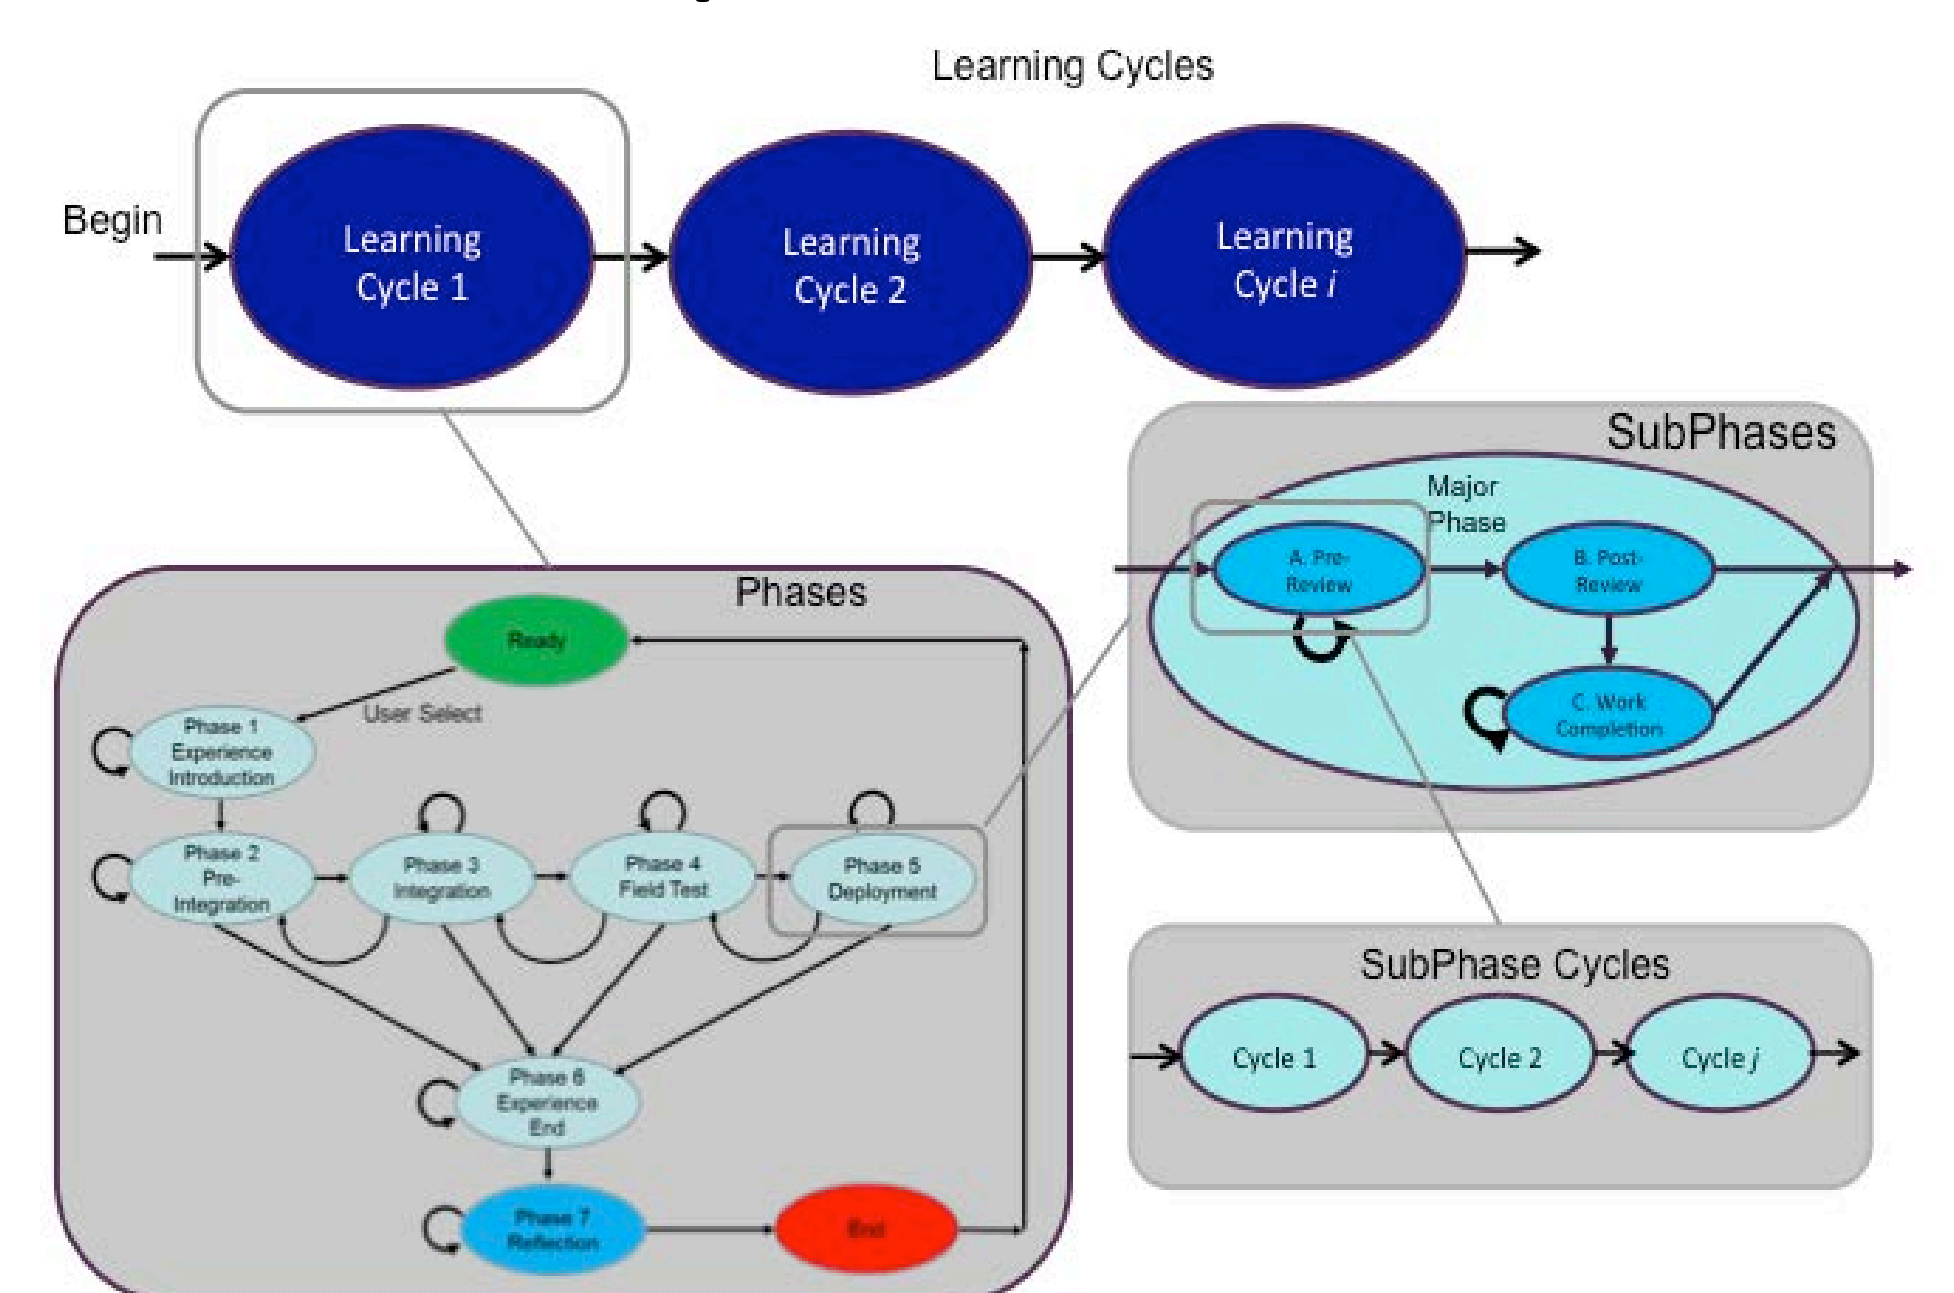 Learning Cycles
Begin
Learning
Cycle 1
Learning
Cycle 2
Learning
Cycle i
SubPhases
Major
Phase
A. Pre-
Review
B. Post-
Review
C. Work
Completion
Phases
Ready
User Select
Phase 1
Experience
Introduction
Phase 2
Pre-
Integration
Phase 3
Integration
Phase 4
Field Test
Phase 5
Deployment
Phase 6
Experience
End
Phase 7
Reflection
End
SubPhase Cycles
Cycle 1
Cycle 2
Cycle j